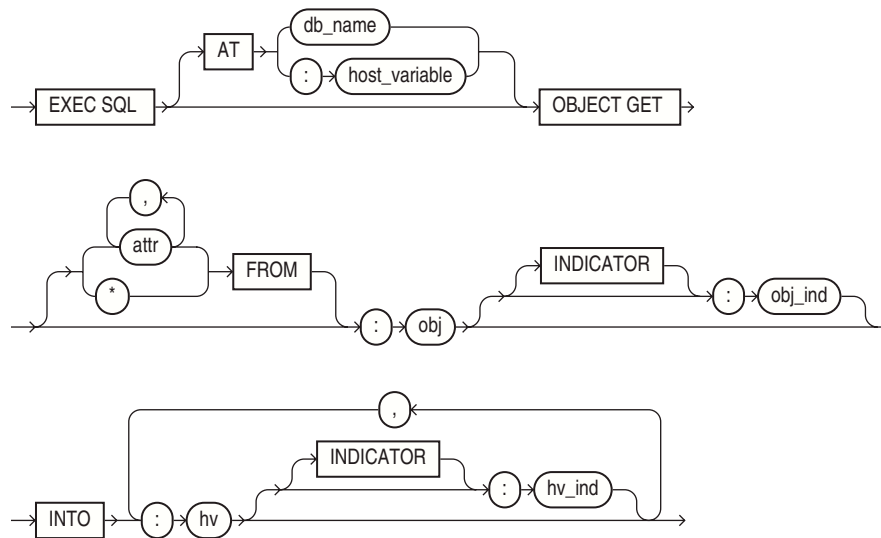 db_name
AT
: host_variable
EXEC SQL OBJECT GET
,
attr
* FROM INDICATOR
: obj : obj_ind
,
INDICATOR
INTO : hv : hv_ind